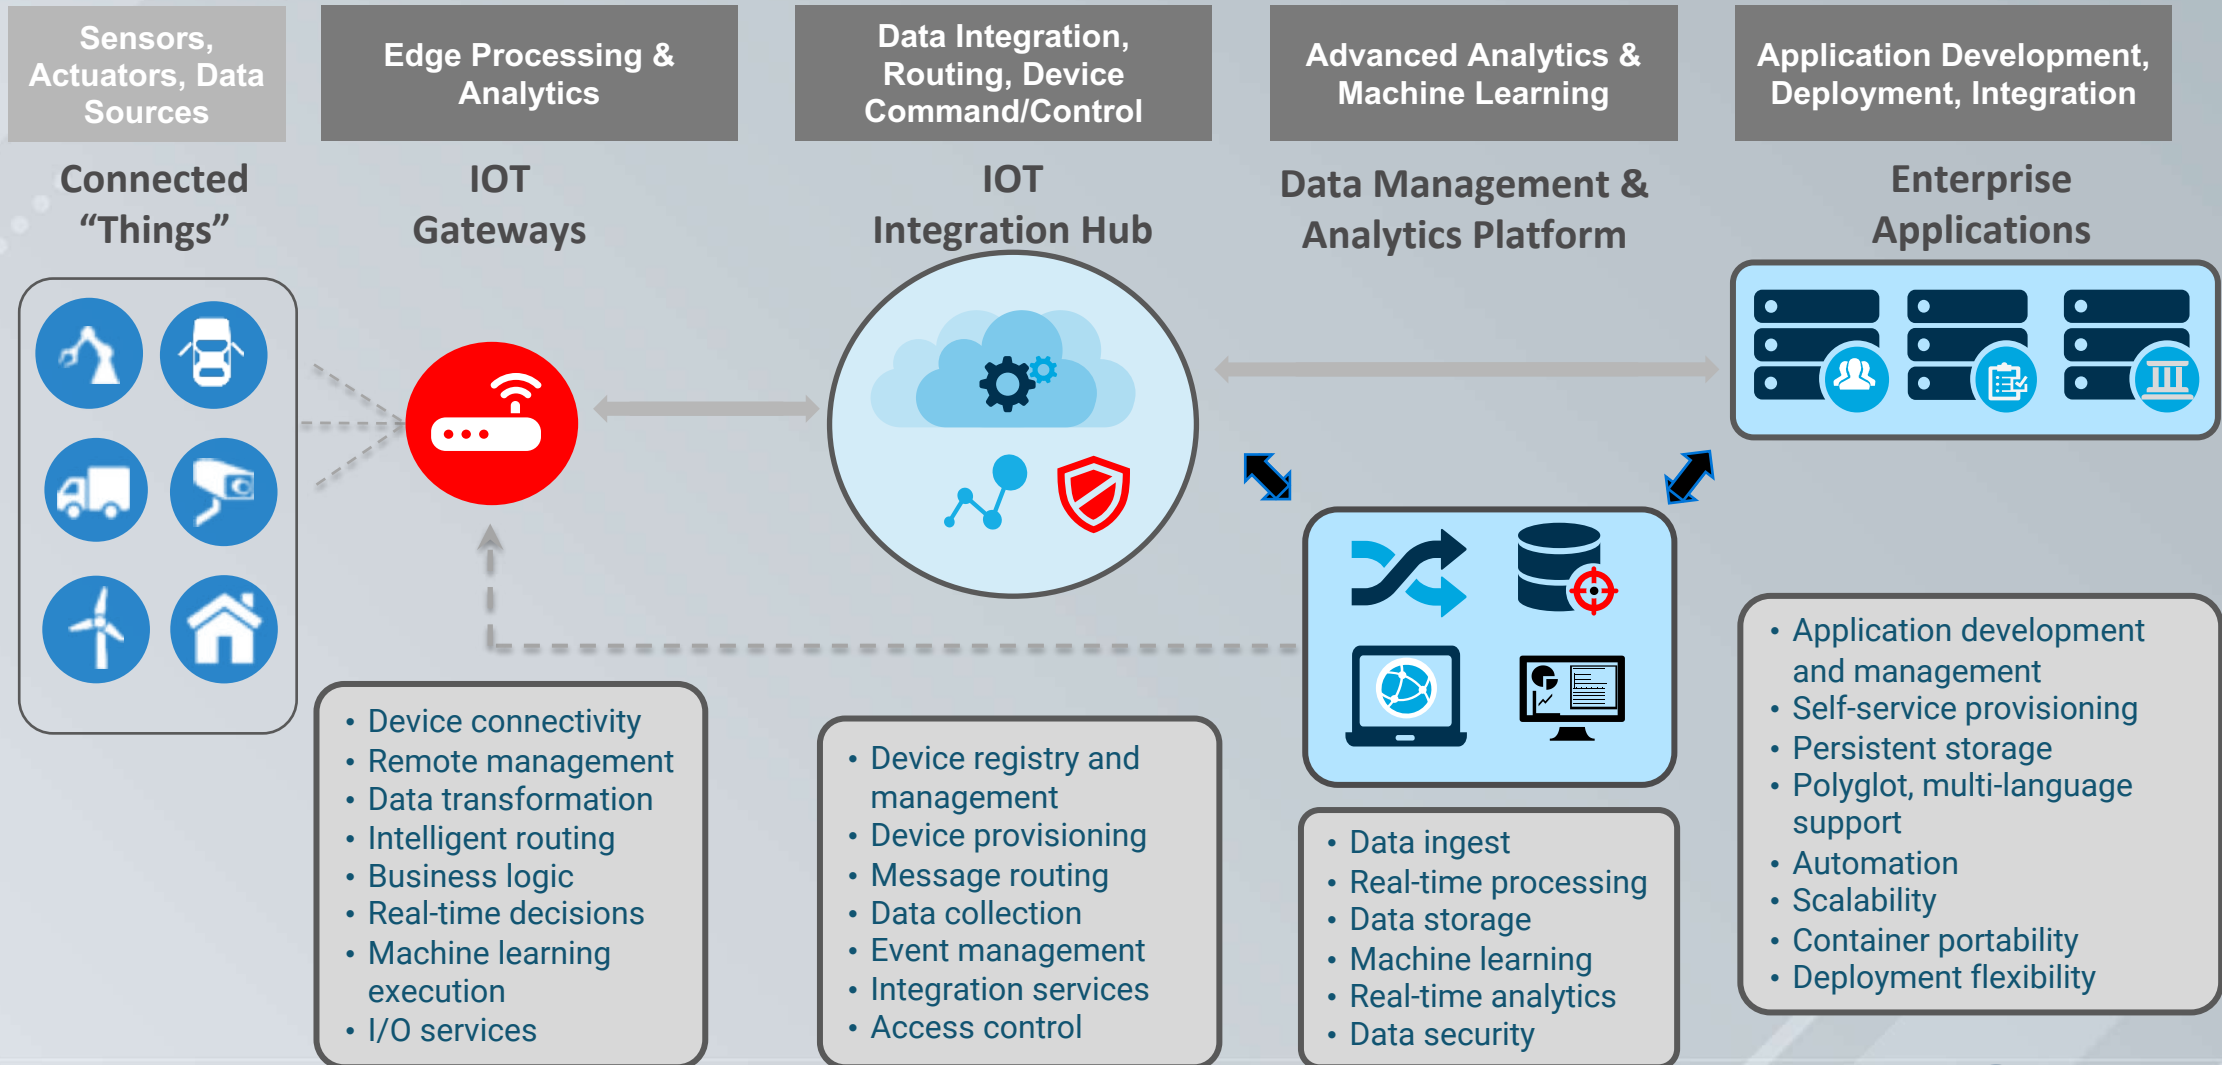 Sensors,
Actuators, Data
Sources
Edge Processing &
Analytics
Data Integration,
Routing, Device
Command/Control
Advanced Analytics &
Machine Learning
Application Development,
Deployment, Integration
Connected
“Things”
IOT
Gateways
IOT
Integration Hub
Data Management &
Analytics Platform
Enterprise
Applications
• Device connectivity
• Remote management
• Data transformation
• Intelligent routing
• Business logic
• Real-time decisions
• Machine learning
execution
• I/O services
• Device registry and
management
• Device provisioning
• Message routing
• Data collection
• Event management
• Integration services
• Access control
• Data ingest
• Real-time processing
• Data storage
• Machine learning
• Real-time analytics
• Data security
• Application development
and management
• Self-service provisioning
• Persistent storage
• Polyglot, multi-language
support
• Automation
• Scalability
• Container portability
• Deployment flexibility